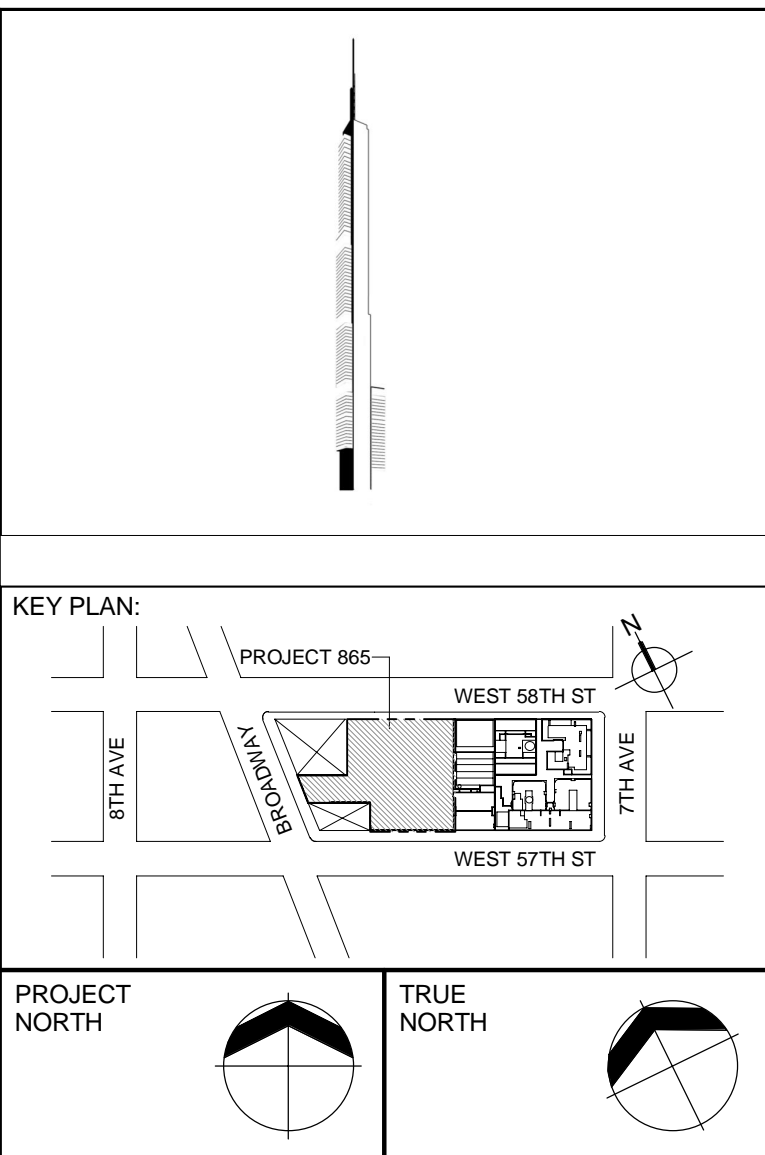 KEY PLAN:
N
PROJECT 865
WEST 58TH ST
8TH AVE
BROADWAY
7TH AVE
WEST 57TH ST
PROJECT
NORTH
TRUE
NORTH